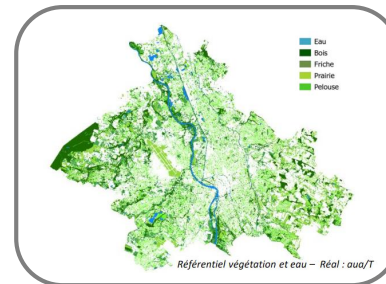 Eau
Bois
Friche
Prairie
Pelouse
Référentiel végétation et eau – Réal : aua/T